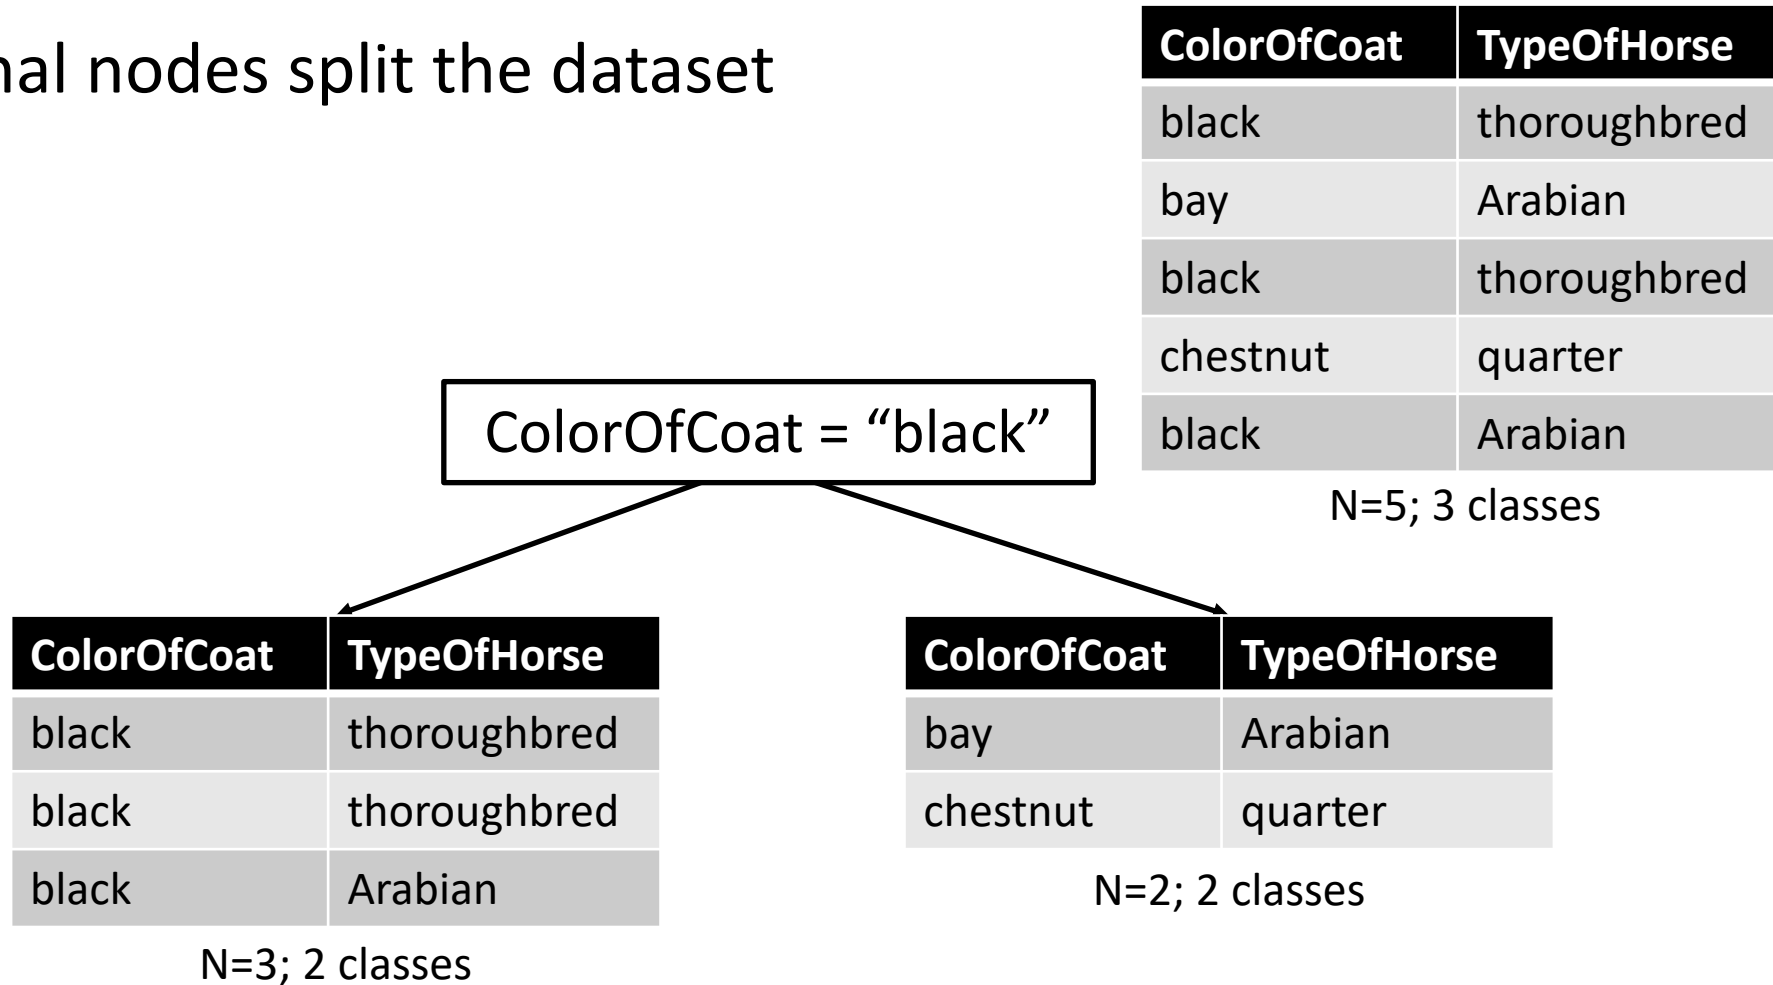 nal nodes split the dataset
ColorOfCoat TypeOfHorse
black thoroughbred
bay Arabian
black thoroughbred
chestnut quarter
black Arabian
N=5; 3 classes
ColorOfCoat = “black”
ColorOfCoat TypeOfHorse
black thoroughbred
black thoroughbred
black Arabian
N=3; 2 classes
ColorOfCoat TypeOfHorse
bay Arabian
chestnut quarter
N=2; 2 classes